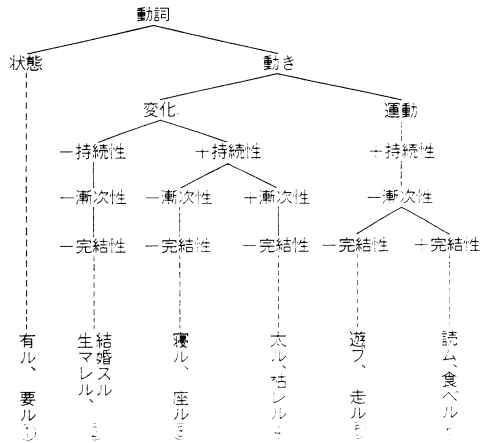 動詞
状態 動き
変化 運動
−持続性 +持続性 +持続性
−漸次性 −漸次性 +漸次性 −漸次性
−完結性 −完結性 −完結性 −完結性 +完結性
有ル、要ル①
結婚スル
生マレル、②
寝ル、座ル③
太ル、枯レル
遊ブ、走ル⑤
読ム、食ベル